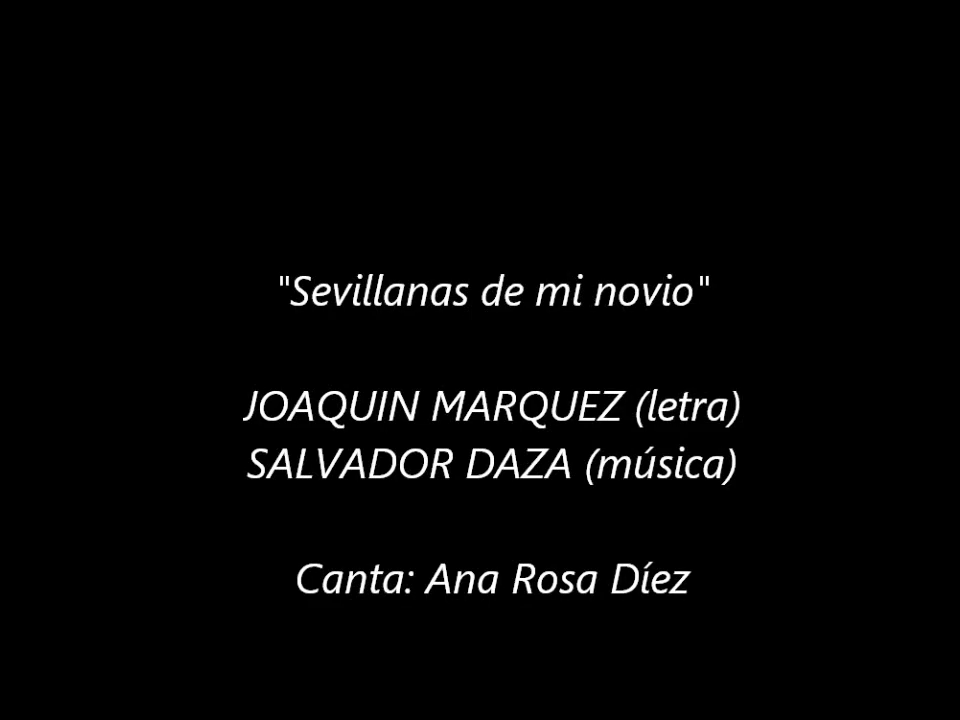 "Sevillanas de mi novio"
JOAQUIN MARQUEZ (letra)
SALVADOR DAZA (música)
Canta: Ana Rosa Díez